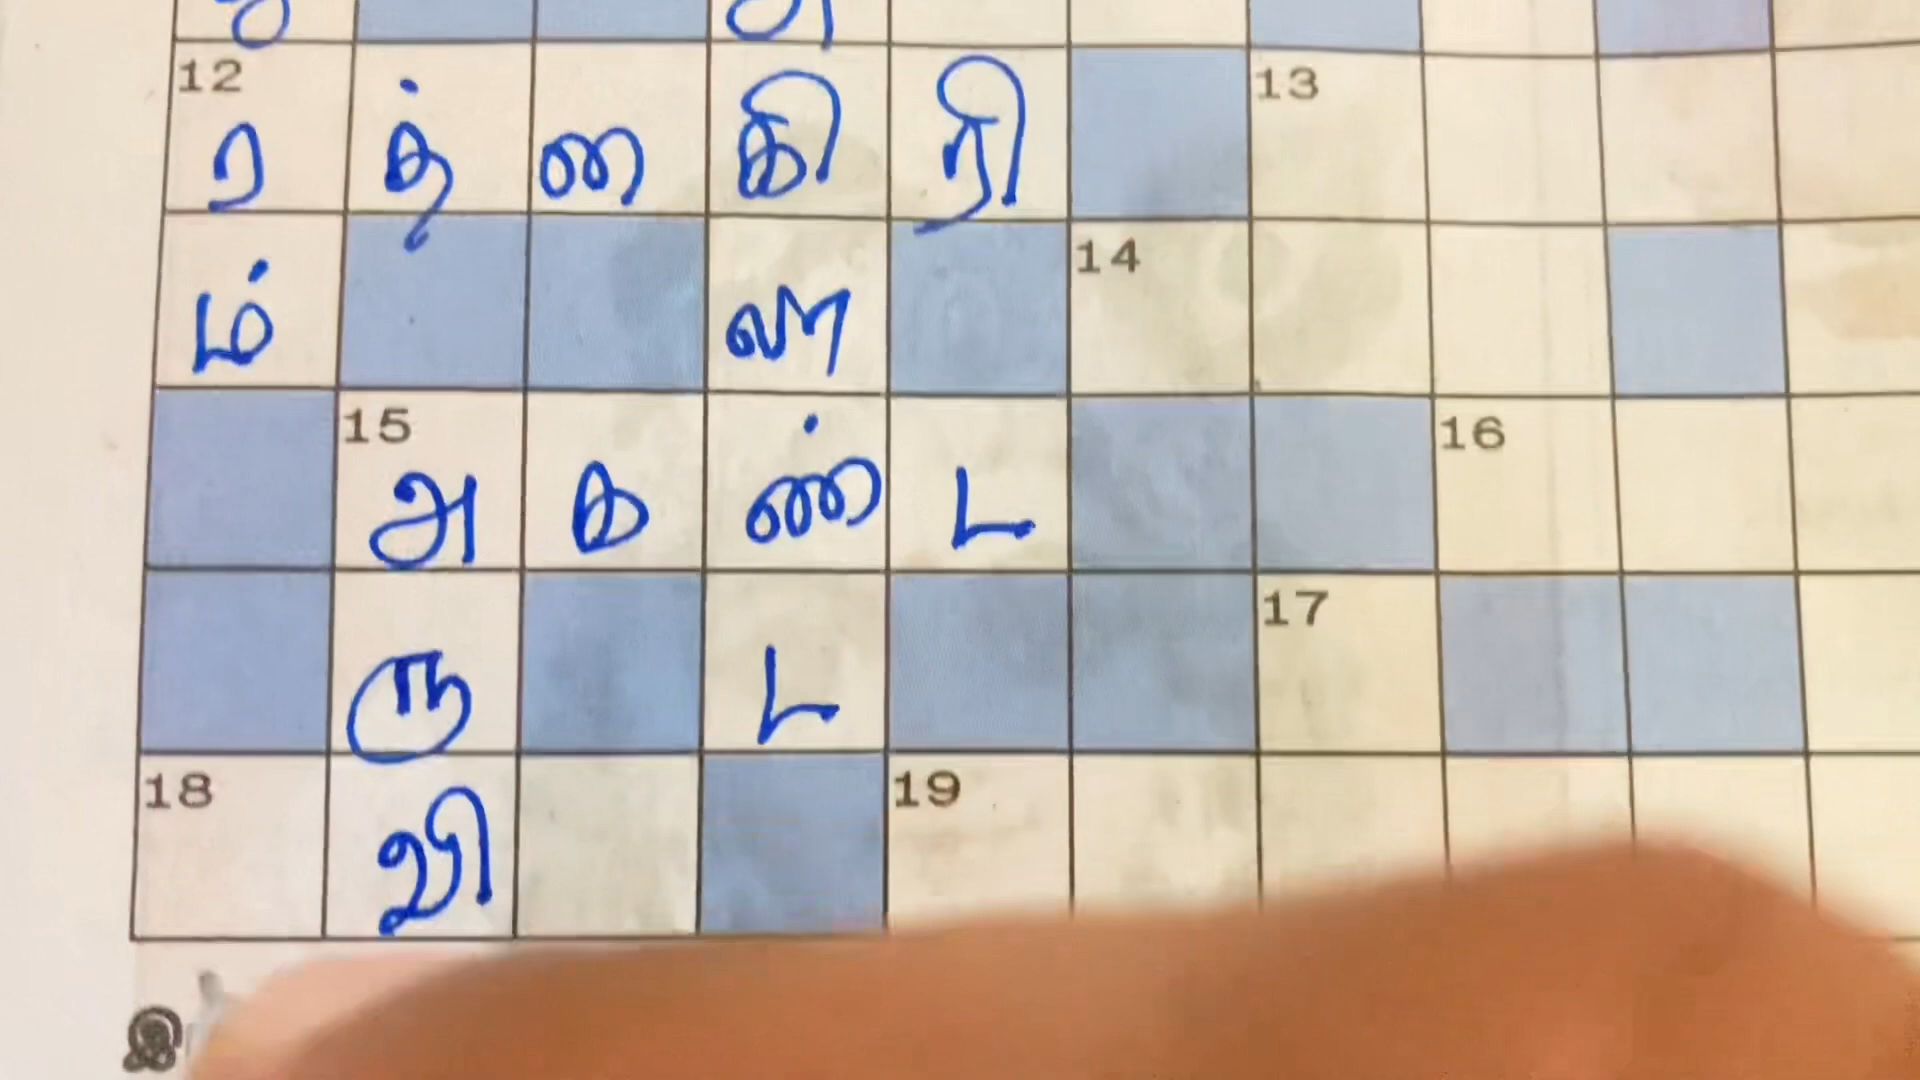 12 13
ர த் ன கி ரி
14
ம் லா
15 16
அ க ண் ட
17
ரு ட
18 19
வி